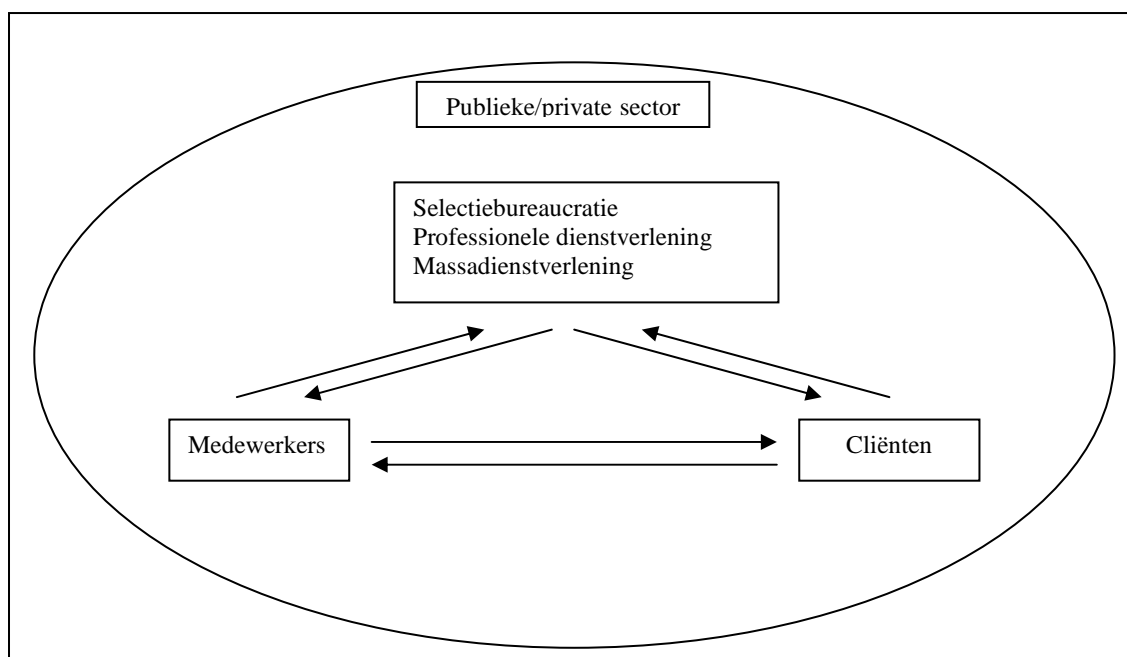 Publieke/private sector
Selectiebureaucratie
Professionele dienstverlening
Massadienstverlening
Medewerkers
Cliënten